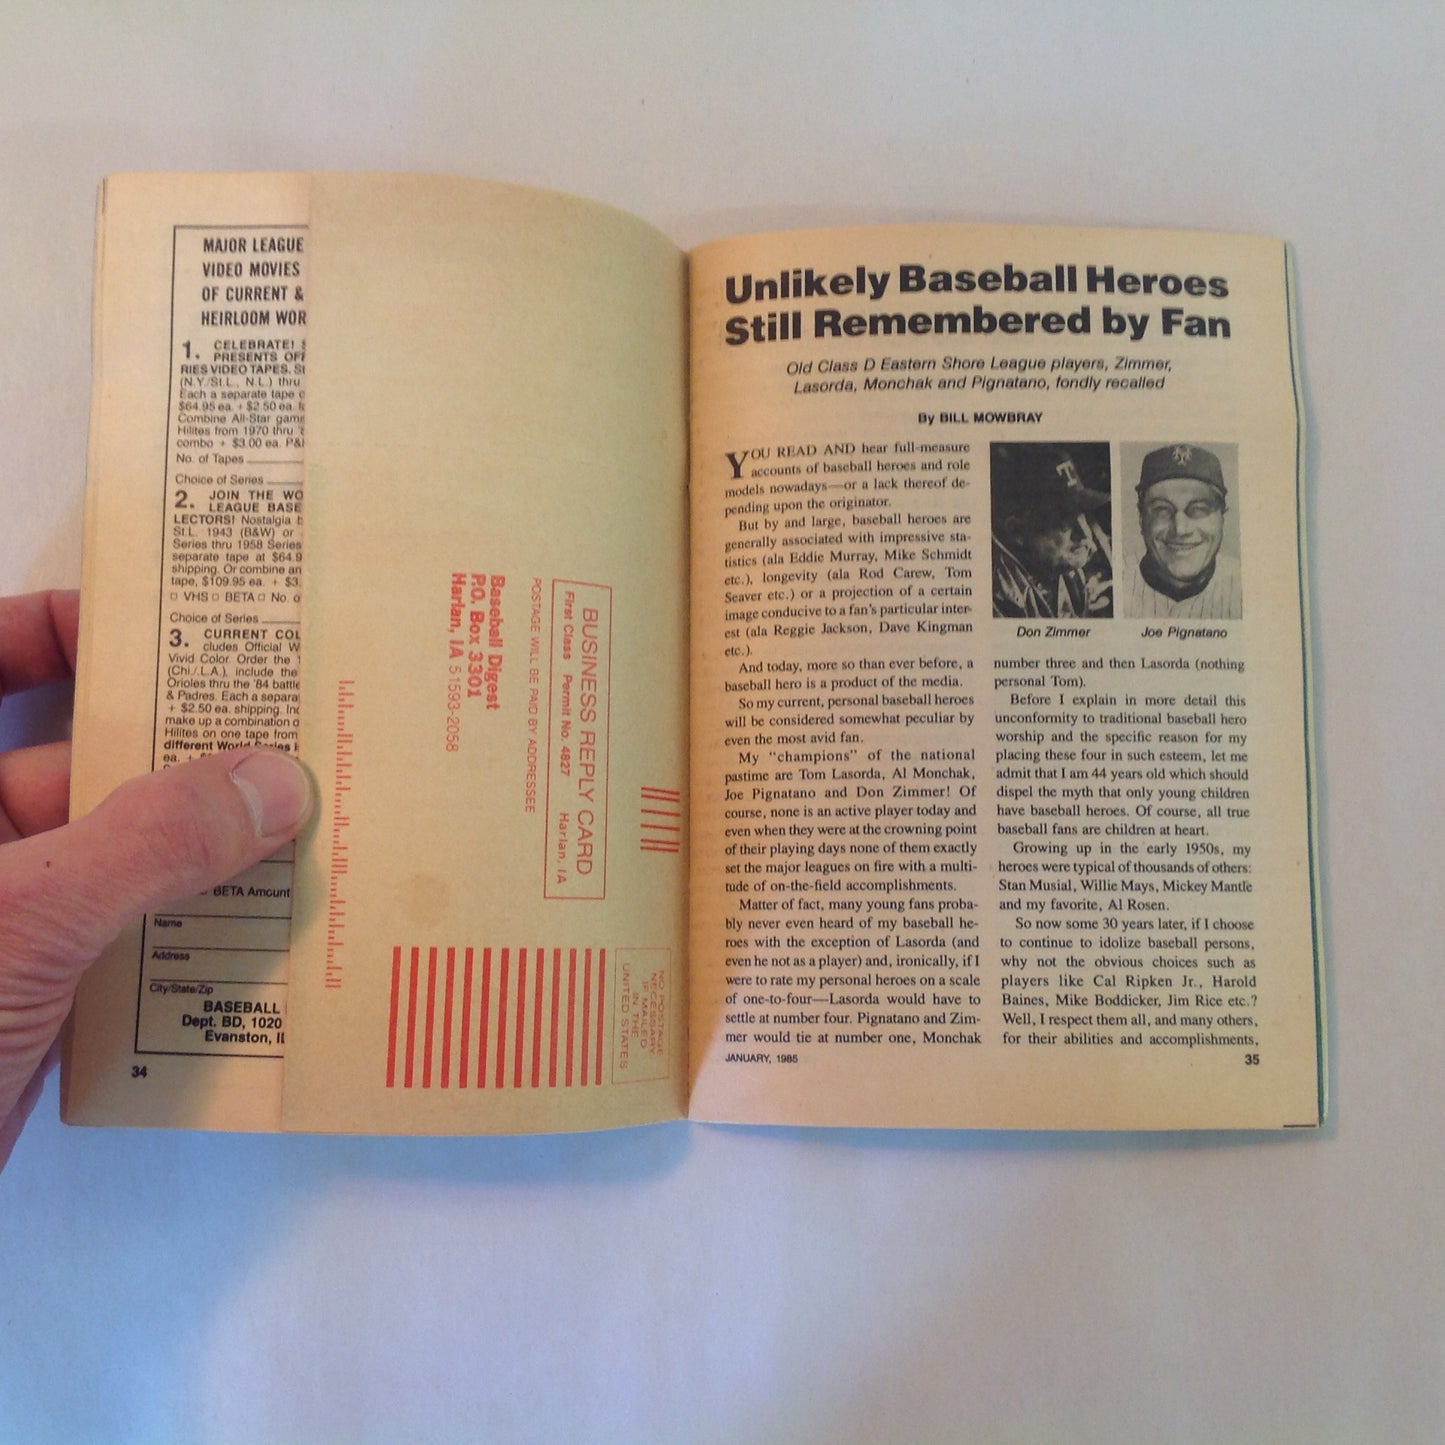 MAJOR LEAGUE
VIDEO MOVIES
OF CURRENT &
HEIRLOOM WOR
1. CELEBRATE!
PRESENTS OFF
RIES VIDEO TAPES.
(N.Y./St.L., N.L.) thru
Each a separate tape
$64.95 ea. + $2.50 ea.
Combine All-Star game
Hilites from 1970 thru
combo + $3.00 ea. P&
No. of Tapes
Choice of Series
2. JOIN THE WO
LEAGUE BASE
LECTORS! Nostalgia
St.L. 1943 (B&W) or
Series thru 1958 Series
separate tape at $64.9
shipping. Or combine an
tape, $109.95 ea. + $3.
□ VHS □ BETA □ No. o
Choice of Series
3. CURRENT COL
cludes Official W
Vivid Color. Order the
(Chi./L.A.), include the
Orioles thru the '84 battle
& Padres. Each a separa
+ $2.50 ea. shipping. In
make up a combination o
Hilites on one tape from
different World Series
ea. +
BETA Amount
Name
Address
City/State/Zip
BASEBALL
Dept. BD, 1020
Evanston, IL
34
NO POSTAGE
NECESSARY
IF MAILED
IN THE
UNITED STATES
BUSINESS REPLY CARD
First Class Permit No. 4827 Harlan, IA
POSTAGE WILL BE PAID BY ADDRESSEE
Baseball Digest
P.O. Box 3301
Harlan, IA 51593-2058
Unlikely Baseball Heroes
Still Remembered by Fan
Old Class D Eastern Shore League players, Zimmer,
Lasorda, Monchak and Pignatano, fondly recalled
By BILL MOWBRAY
YOU READ AND hear full-measure
accounts of baseball heroes and role
models nowadays—or a lack thereof de-
pending upon the originator.
But by and large, baseball heroes are
generally associated with impressive sta-
tistics (ala Eddie Murray, Mike Schmidt
etc.), longevity (ala Rod Carew, Tom
Seaver etc.) or a projection of a certain
image conducive to a fan's particular inter-
est (ala Reggie Jackson, Dave Kingman
etc.).
And today, more so than ever before, a
baseball hero is a product of the media.
So my current, personal baseball heroes
will be considered somewhat peculiar by
even the most avid fan.
My "champions" of the national
pastime are Tom Lasorda, Al Monchak,
Joe Pignatano and Don Zimmer! Of
course, none is an active player today and
even when they were at the crowning point
of their playing days none of them exactly
set the major leagues on fire with a multi-
tude of on-the-field accomplishments.
Matter of fact, many young fans proba-
bly never even heard of my baseball he-
roes with the exception of Lasorda (and
even he not as a player) and, ironically, if I
were to rate my personal heroes on a scale
of one-to-four—Lasorda would have to
settle at number four. Pignatano and Zim-
mer would tie at number one, Monchak
Don Zimmer
Joe Pignatano
number three and then Lasorda (nothing
personal Tom).
Before I explain in more detail this
unconformity to traditional baseball hero
worship and the specific reason for my
placing these four in such esteem, let me
admit that I am 44 years old which should
dispel the myth that only young children
have baseball heroes. Of course, all true
baseball fans are children at heart.
Growing up in the early 1950s, my
heroes were typical of thousands of others:
Stan Musial, Willie Mays, Mickey Mantle
and my favorite, Al Rosen.
So now some 30 years later, if I choose
to continue to idolize baseball persons,
why not the obvious choices such as
players like Cal Ripken Jr., Harold
Baines, Mike Boddicker, Jim Rice etc.?
Well, I respect them all, and many others,
for their abilities and accomplishments,
JANUARY, 1985
35